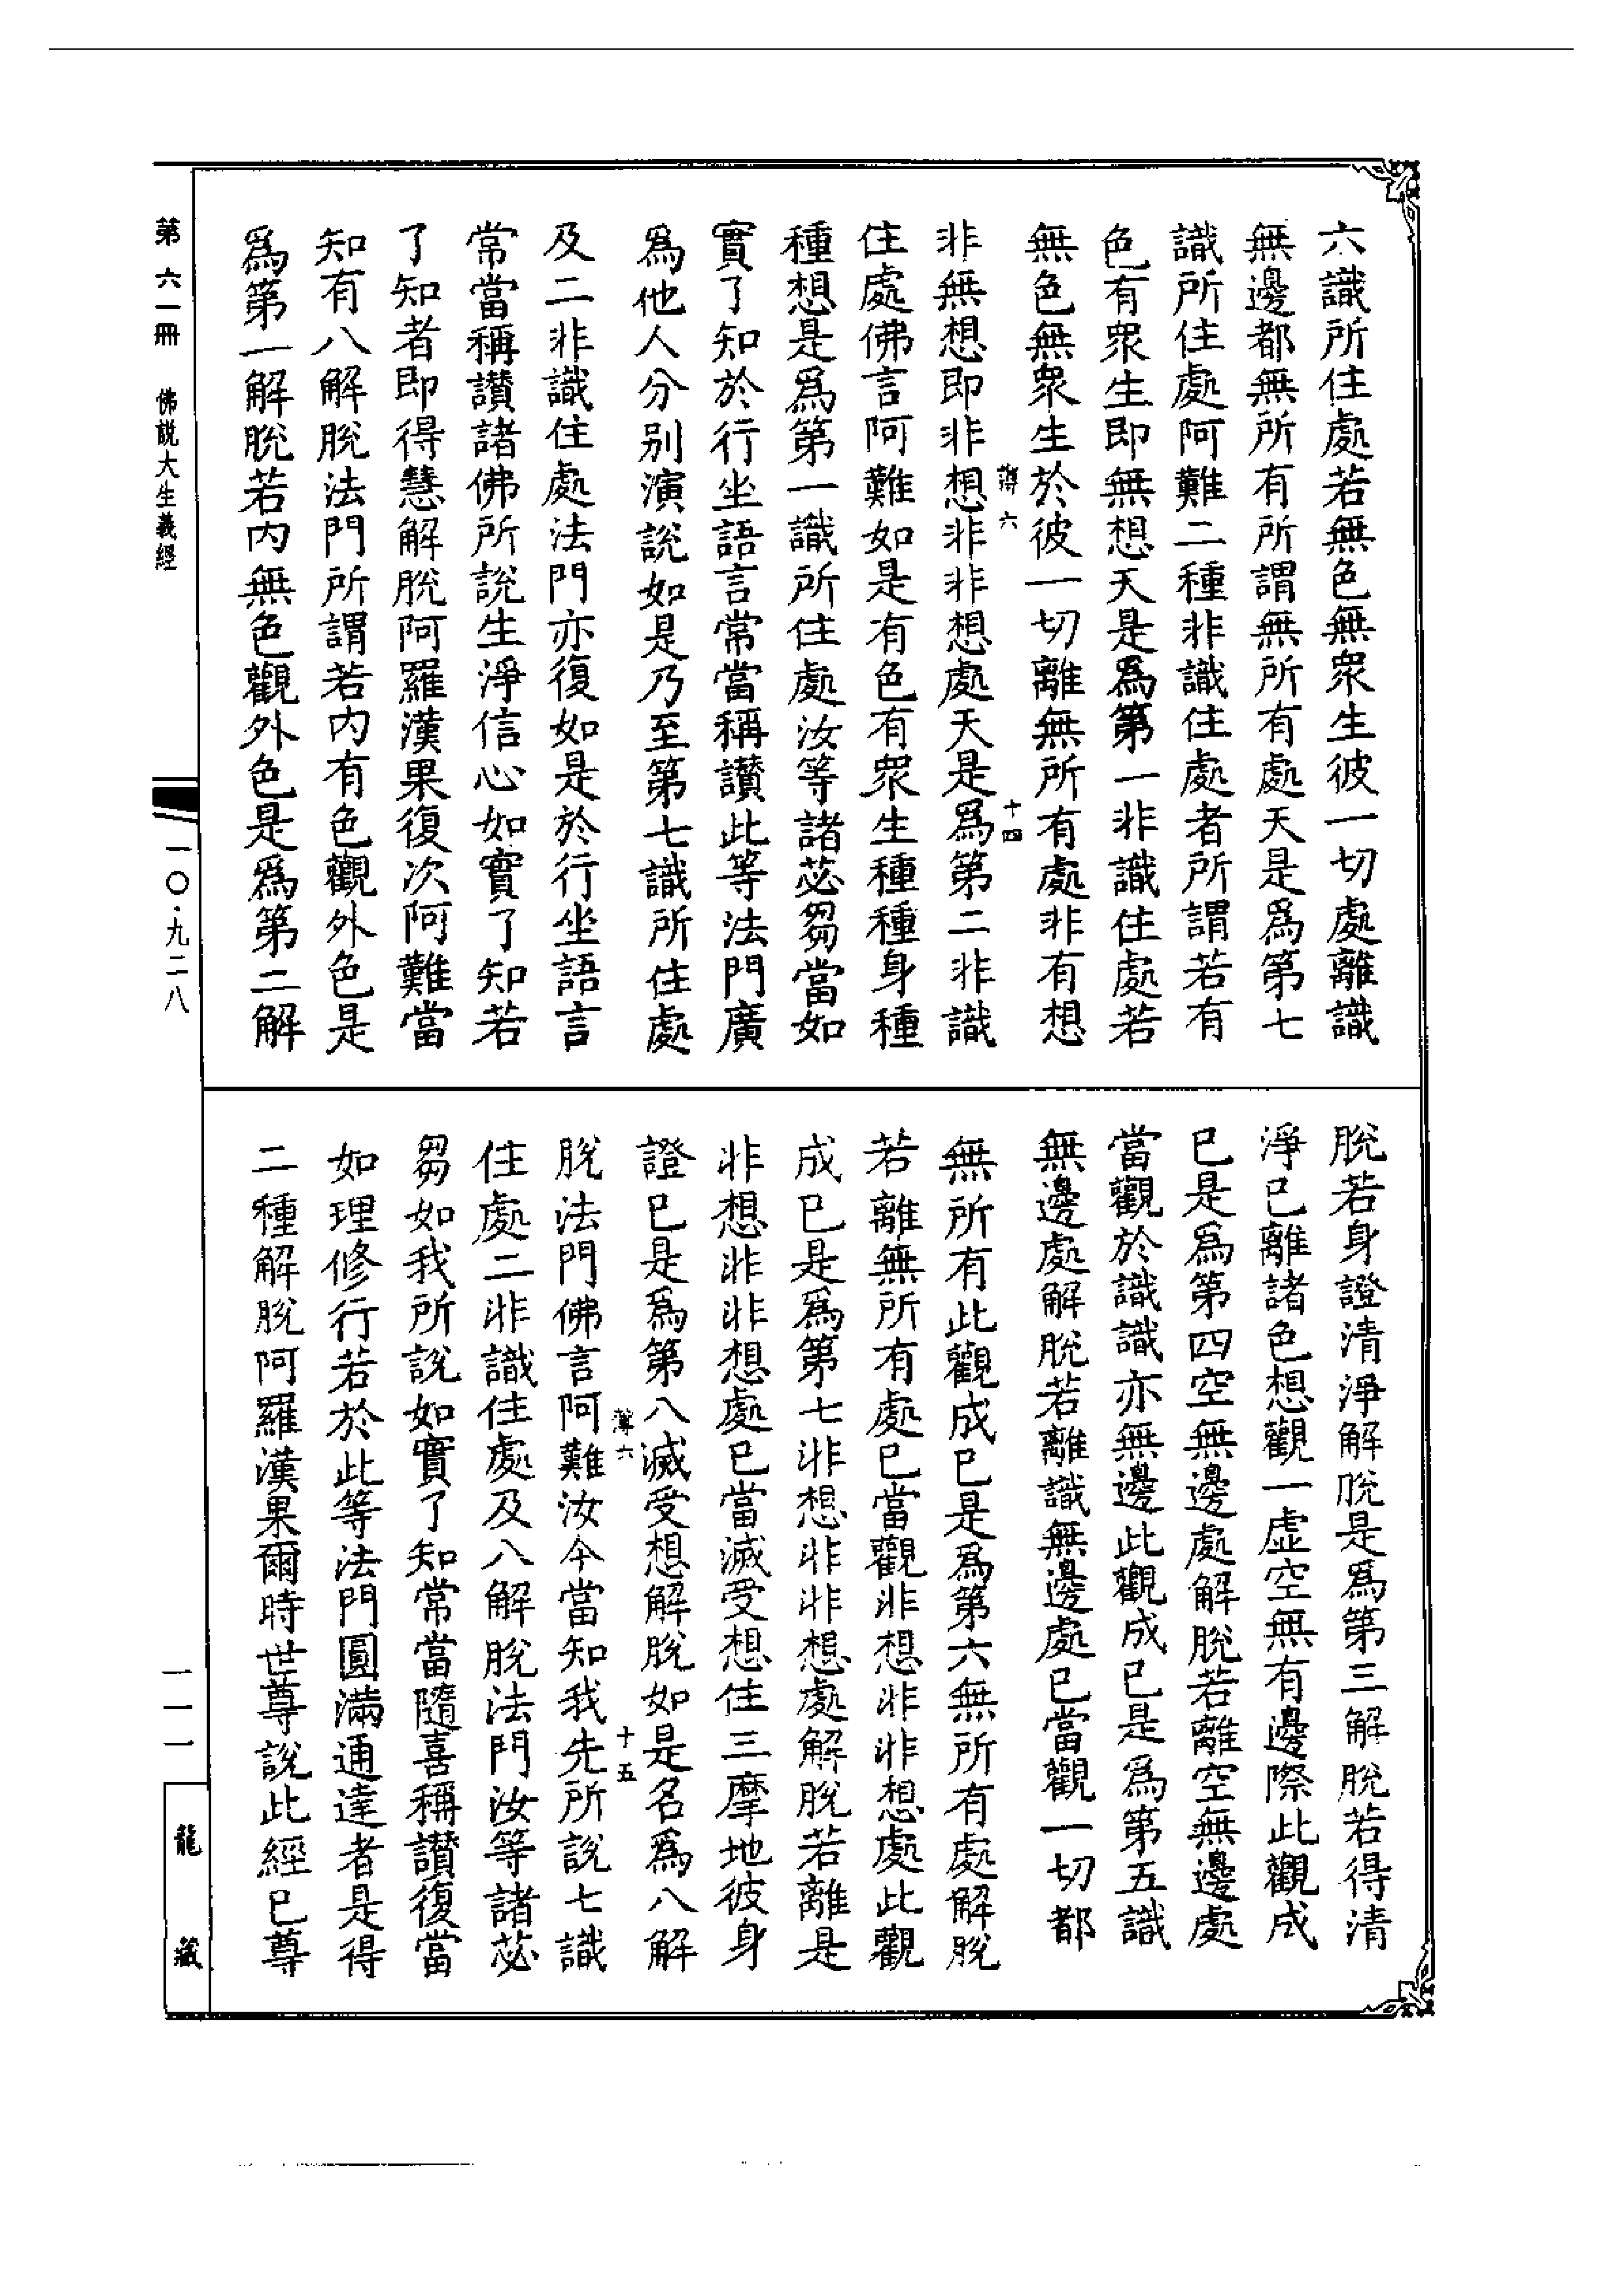 六識所住處若無色無眾生彼一切處離識
無邊都無所有所謂無所有處天是爲第七
識所住處阿難二種非識住處者所謂若有
色有眾生即無想天是爲第一非識住處若
無色無眾生於彼一切離無所有處非有想
薄六
十四
非無想即非想非非想處天是爲第二非識
住處佛言阿難如是有色有眾生種種身種
種想是爲第一識所住處汝等諸苾芻當如
實了知於行坐語言常當稱讚此等法門廣
爲他人分別演說如是乃至第七識所住處
及二非識住處法門亦復如是於行坐語言
常當稱讚諸佛所說生淨信心如實了知若
了知者即得慧解脫阿羅漢果復次阿難當
知有八解脫法門所謂若內有色觀外色是
爲第一解脫若內無色觀外色是爲第二解
脫若身證清淨解脫是爲第三解脫若得清
淨已離諸色想觀一虛空無有邊際此觀成
已是爲第四空無邊處解脫若離空無邊處
當觀於識識亦無邊此觀成已是爲第五識
無邊處解脫若離識無邊處已當觀一切都
無所有此觀成已是爲第六無所有處解脫
若離無所有處已當觀非想非非想處此觀
成已是爲第七非想非非想處解脫若離是
非想非非想處已當滅受想住三摩地彼身
證已是爲第八滅受想解脫如是名爲八解
薄六
十五
脫法門佛言阿難汝今當知我先所說七識
住處二非識住處及八解脫法門汝等諸苾
芻如我所說如實了知常當隨喜稱讚復當
如理修行若於此等法門圓滿通達者是得
二種解脫阿羅漢果爾時世尊說此經已尊
第六一冊 佛說大生義經
一〇·九二八
一一一
龍藏